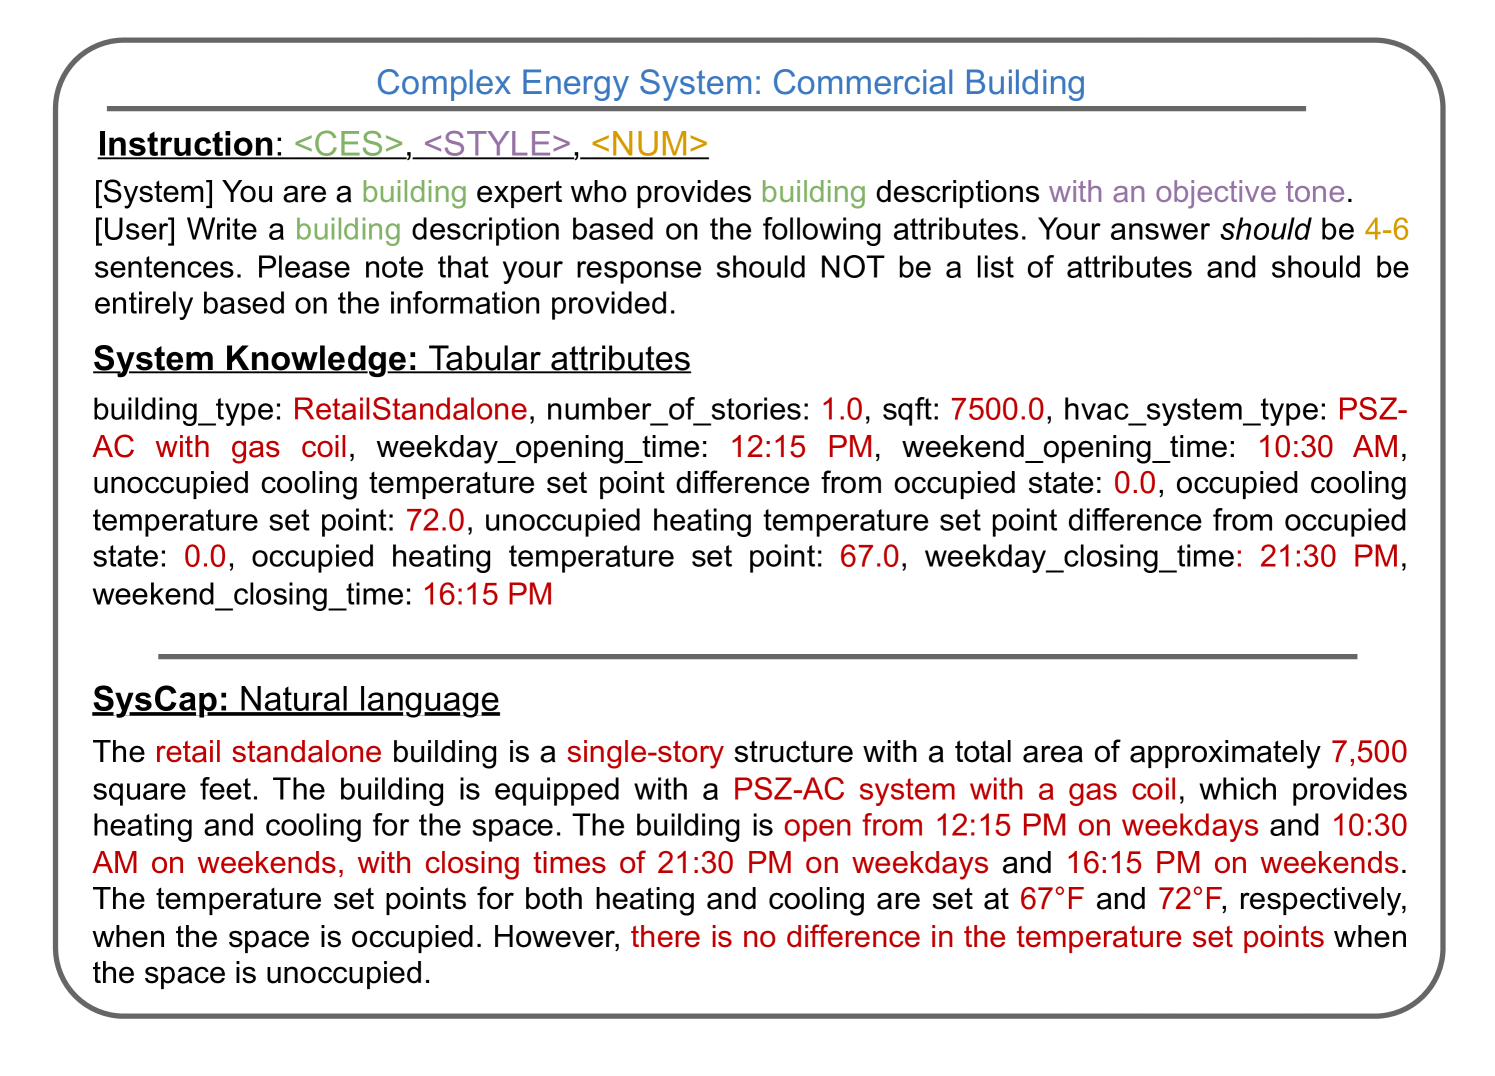 Complex Energy System: Commercial Building
Instruction: <CES>, <STYLE>, <NUM>
[System] You are a building expert who provides building descriptions with an objective tone.
[User] Write a building description based on the following attributes. Your answer should be 4-6
sentences. Please note that your response should NOT be a list of attributes and should be
entirely based on the information provided.
System Knowledge: Tabular attributes
building_type: RetailStandalone, number_of_stories: 1.0, sqft: 7500.0, hvac_system_type: PSZ-
AC with gas coil, weekday_opening_time: 12:15 PM, weekend_opening_time: 10:30 AM,
unoccupied cooling temperature set point difference from occupied state: 0.0, occupied cooling
temperature set point: 72.0, unoccupied heating temperature set point difference from occupied
state: 0.0, occupied heating temperature set point: 67.0, weekday_closing_time: 21:30 PM,
weekend_closing_time: 16:15 PM
SysCap: Natural language
The retail standalone building is a single-story structure with a total area of approximately 7,500
square feet. The building is equipped with a PSZ-AC system with a gas coil, which provides
heating and cooling for the space. The building is open from 12:15 PM on weekdays and 10:30
AM on weekends, with closing times of 21:30 PM on weekdays and 16:15 PM on weekends.
The temperature set points for both heating and cooling are set at 67°F and 72°F, respectively,
when the space is occupied. However, there is no difference in the temperature set points when
the space is unoccupied.